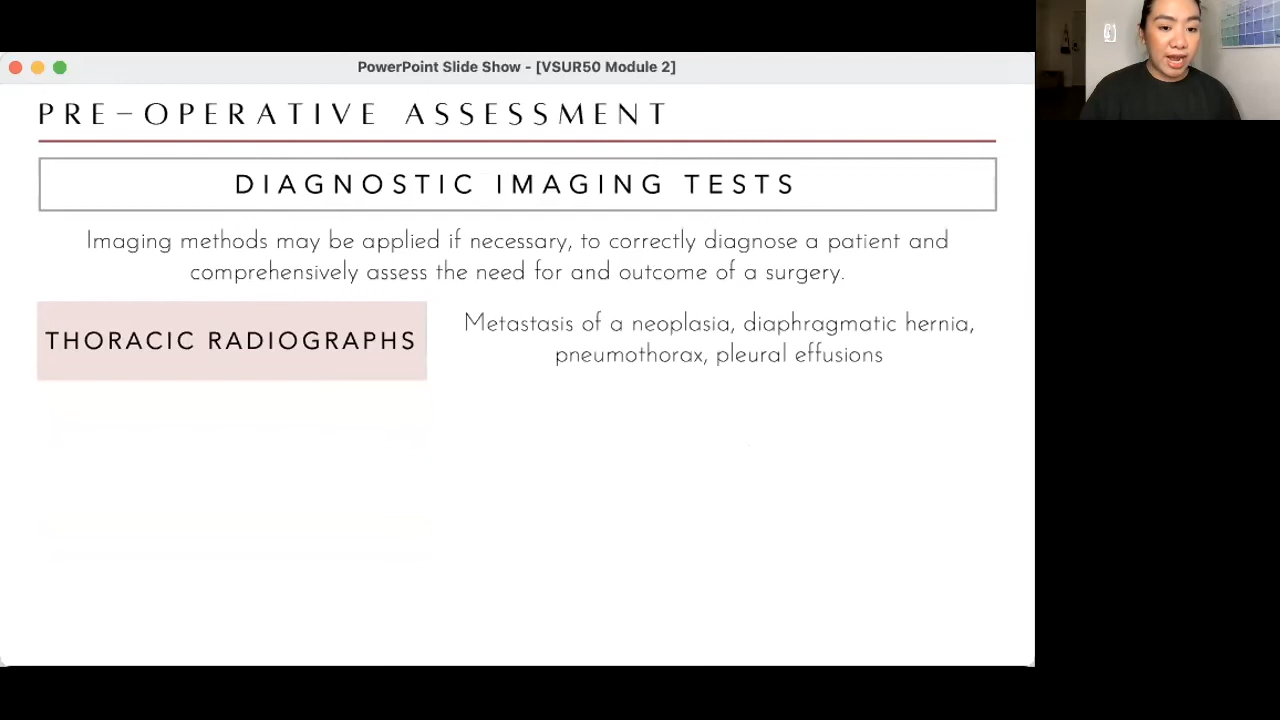 PowerPoint Slide Show - [VSUR50 Module 2]
PRE-OPERATIVE ASSESSMENT
DIAGNOSTIC IMAGING TESTS
Imaging methods may be applied if necessary, to correctly diagnose a patient and
comprehensively assess the need for and outcome of a surgery.
THORACIC RADIOGRAPHS
Metastasis of a neoplasia, diaphragmatic hernia,
pneumothorax, pleural effusions